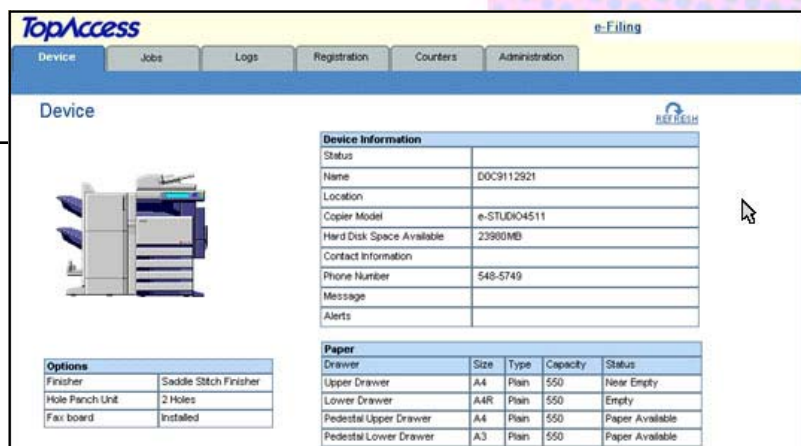 TopAccess
e-Filing
Device Jobs Logs Registration Counters Administration
Device
REFRESH
Device Information
Status
Name D0C9112921
Location
Copier Model e-STUDIO4511
Hard Disk Space Available 23980MB
Contact Information
Phone Number 548-5749
Message
Alerts
Options
Finisher Saddle Stitch Finisher
Hole Panch Unit 2 Holes
Fax board Installed
Paper
Drawer Size Type Capacity Status
Upper Drawer A4 Plain 550 Near Empty
Lower Drawer A4R Plain 550 Empty
Pedestal Upper Drawer A4 Plain 550 Paper Available
Pedestal Lower Drawer A3 Plain 550 Paper Available